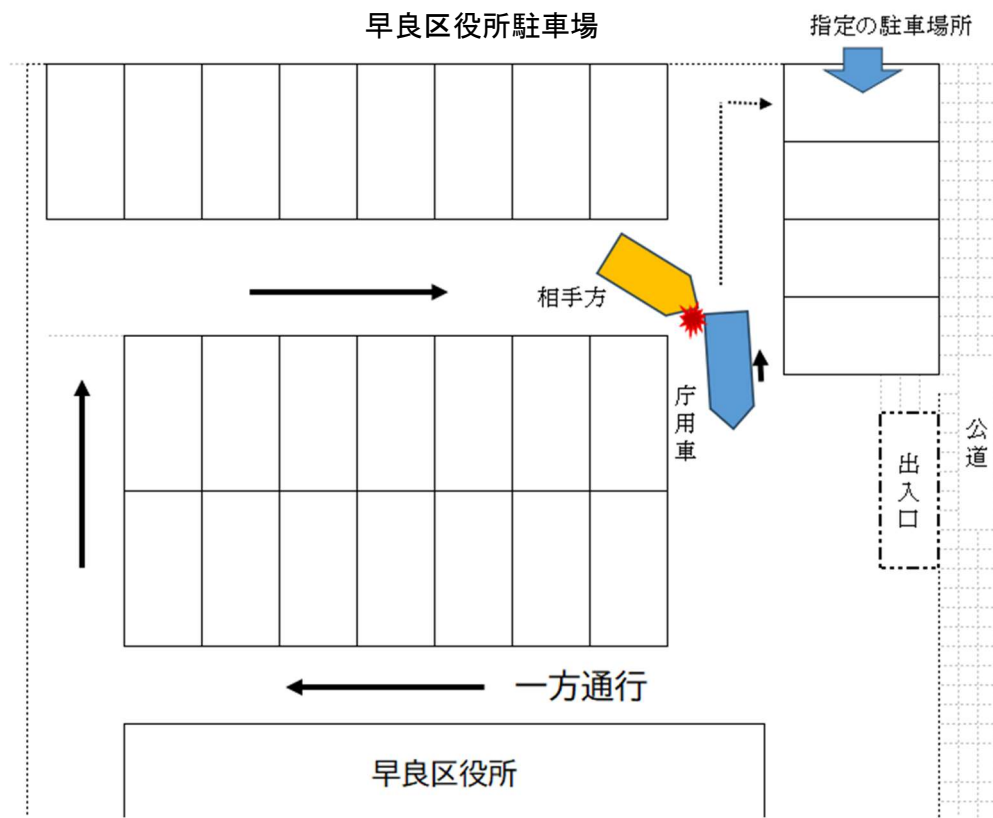 早良区役所駐車場
指定の駐車場所
相手方
庁用車
公道
出入口
一方通行
早良区役所